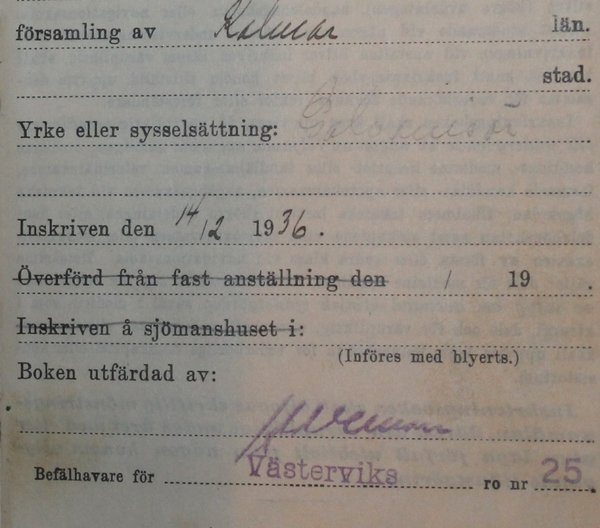 församling av Kalmar län.
stad.
Yrke eller sysselsättning:
Inskriven den 14/12 1936.
Överförd från fast anställning den / 19 .
Inskriven å sjömanshuset i:
(Införes med blyerts.)
Boken utfärdad av:
Befälhavare för Västerviks ro nr 25.